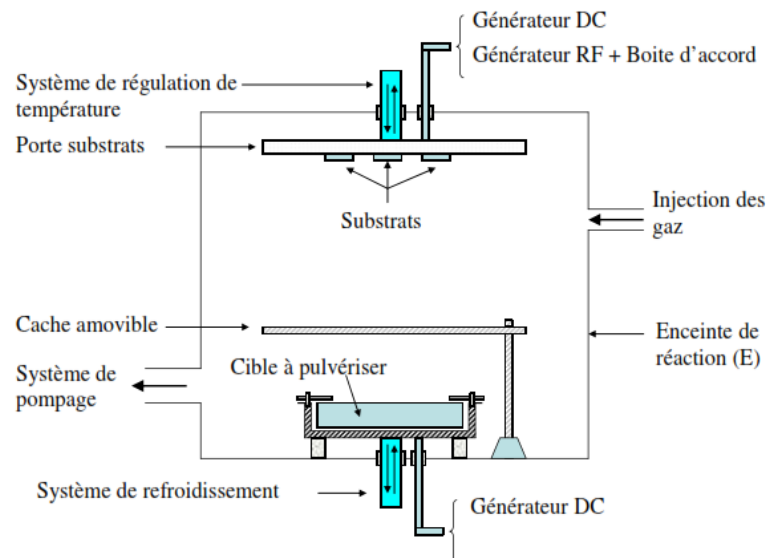 Générateur DC
Générateur RF + Boite d'accord
Système de régulation de
température
Porte substrats
Substrats
Injection des
gaz
Cache amovible
Enceinte de
réaction (E)
Système de
pompage
Cible à pulvériser
Système de refroidissement
Générateur DC